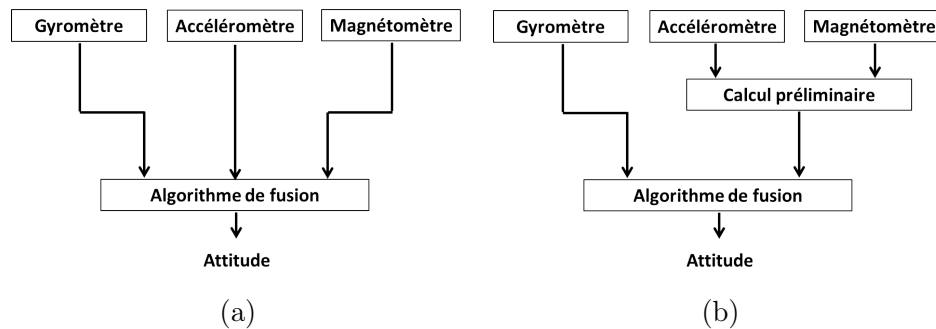 Gyromètre Accéléromètre Magnétomètre
Algorithme de fusion
Attitude
(a)
Gyromètre Accéléromètre Magnétomètre
Calcul préliminaire
Algorithme de fusion
Attitude
(b)